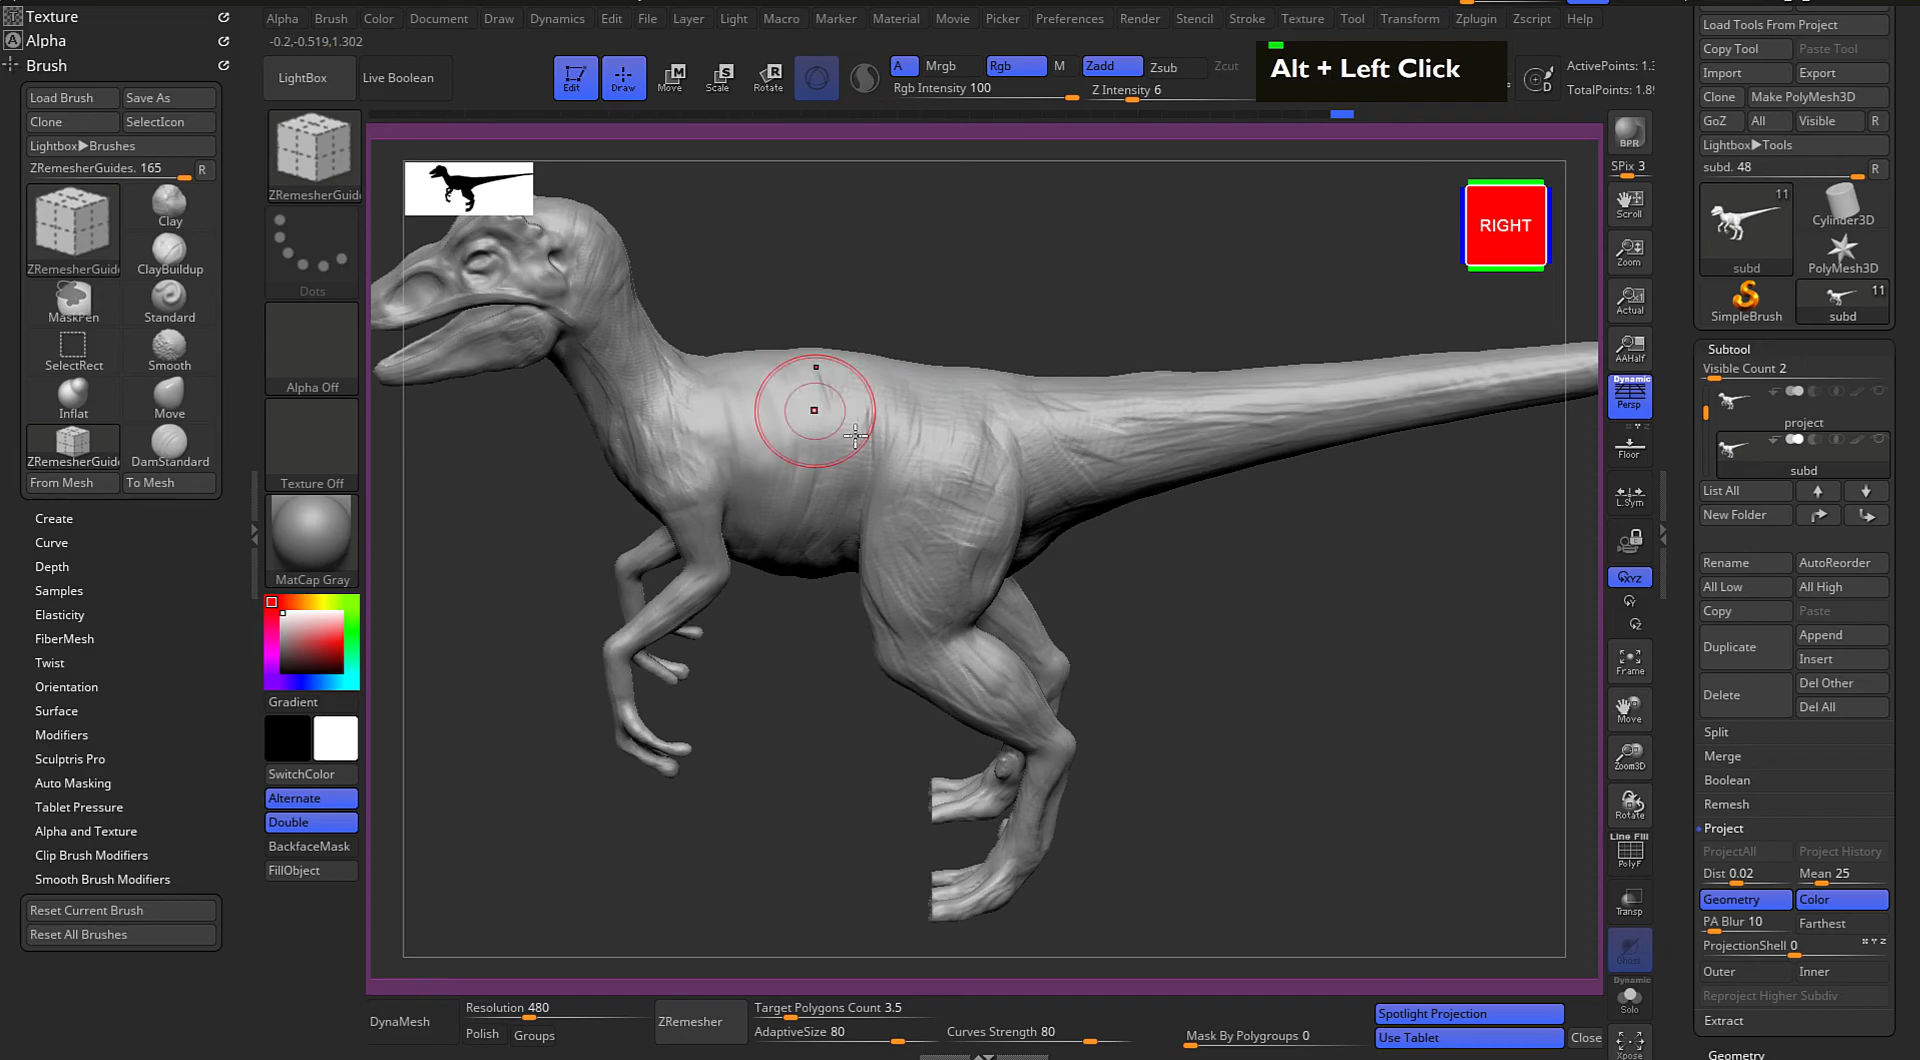 Texture
Alpha
Brush
Load Brush Save As
Clone SelectIcon
Lightbox▶Brushes
ZRemesherGuides. 165 R
ZRemesherGuid
Clay
ClayBuildup
MaskPen Standard
SelectRect Smooth
Inflat Move
ZRemesherGuid DamStandard
From Mesh To Mesh
Create
Curve
Depth
Samples
Elasticity
FiberMesh
Twist
Orientation
Surface
Modifiers
Sculptris Pro
Auto Masking
Tablet Pressure
Alpha and Texture
Clip Brush Modifiers
Smooth Brush Modifiers
Reset Current Brush
Reset All Brushes
Alpha Brush Color Document Draw Dynamics Edit File Layer Light Macro Marker Material Movie Picker Preferences Render Stencil Stroke Texture Tool Transform Zplugin Zscript Help
-0.2,-0.519,1.302
LightBox
Live Boolean
Edit Draw Move Scale Rotate
A Mrgb Rgb M Zadd Zsub Zcut
Rgb Intensity 100
Z Intensity 6
Alt + Left Click
D
ActivePoints: 1.3
TotalPoints: 1.89
ZRemesherGuid
Dots
Alpha Off
Texture Off
MatCap Gray
Gradient
SwitchColor
Alternate
Double
BackfaceMask
FillObject
RIGHT
BPR
SPix 3
Scroll
Zoom
Actual
AAHalf
Dynamic
Persp
Floor
L.Sym
XYZ
Y
Z
Frame
Move
Zoom3D
Rotate
Line Fill
PolyF
Transp
Ghost
Dynamic
Solo
Xpose
Load Tools From Project
Copy Tool Paste Tool
Import Export
Clone Make PolyMesh3D
GoZ All Visible R
Lightbox▶Tools
subd. 48 R
11
subd
Cylinder3D
PolyMesh3D
SimpleBrush
11
subd
Subtool
Visible Count 2
project
subd
List All
New Folder
Rename AutoReorder
All Low All High
Copy Paste
Duplicate Append
Insert
Delete Del Other
Del All
Split
Merge
Boolean
Remesh
Project
ProjectAll Project History
Dist 0.02 Mean 25
Geometry Color
PA Blur 10 Farthest
ProjectionShell 0
Outer Inner
Reproject Higher Subdiv
Extract
Geometry
DynaMesh
Resolution 480
Polish Groups
ZRemesher
Target Polygons Count 3.5
AdaptiveSize 80
Curves Strength 80
Mask By Polygroups 0
Spotlight Projection
Use Tablet
Close